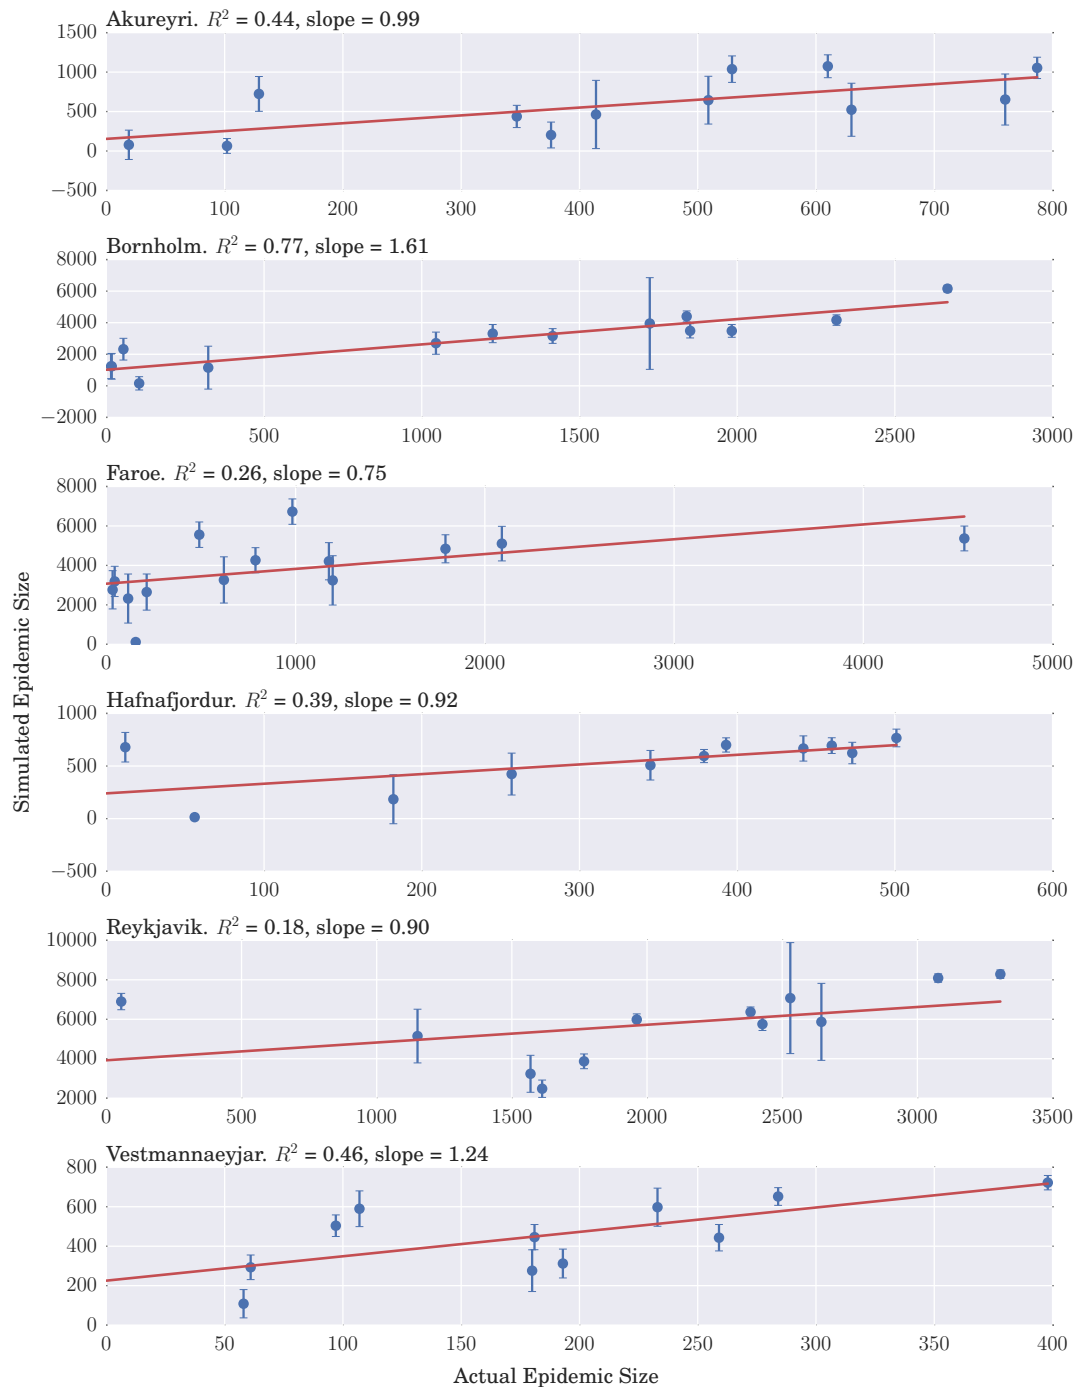 Akureyri. R² = 0.44, slope = 0.99
1500
1000
500
0
−500
0 100 200 300 400 500 600 700 800
Bornholm. R² = 0.77, slope = 1.61
8000
6000
4000
2000
0
−2000
0 500 1000 1500 2000 2500 3000
Faroe. R² = 0.26, slope = 0.75
8000
6000
4000
2000
0
0 1000 2000 3000 4000 5000
Simulated Epidemic Size
Hafnafjordur. R² = 0.39, slope = 0.92
1000
500
0
−500
0 100 200 300 400 500 600
Reykjavik. R² = 0.18, slope = 0.90
10000
8000
6000
4000
2000
0 500 1000 1500 2000 2500 3000 3500
Vestmannaeyjar. R² = 0.46, slope = 1.24
800
600
400
200
0
0 50 100 150 200 250 300 350 400
Actual Epidemic Size